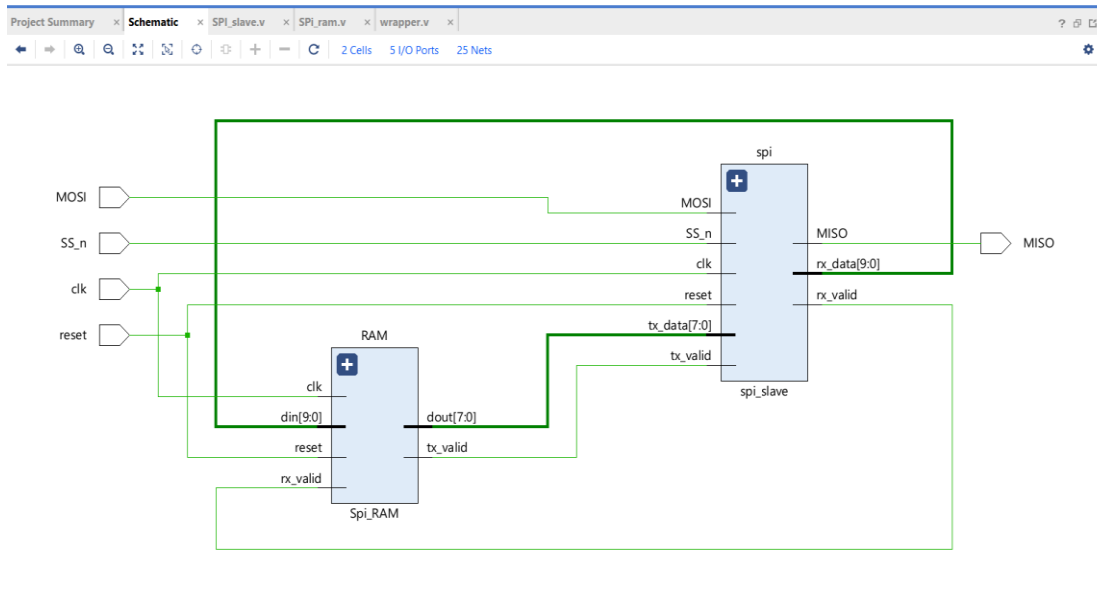 Project Summary × Schematic × SPI_slave.v × SPi_ram.v × wrapper.v ×
2 Cells 5 I/O Ports 25 Nets
spi
MOSI
SS_n
clk
reset
MOSI
SS_n
clk
reset
tx_data[7:0]
tx_valid
MISO
rx_data[9:0]
rx_valid
MISO
spi_slave
RAM
clk
din[9:0]
reset
rx_valid
dout[7:0]
tx_valid
Spi_RAM